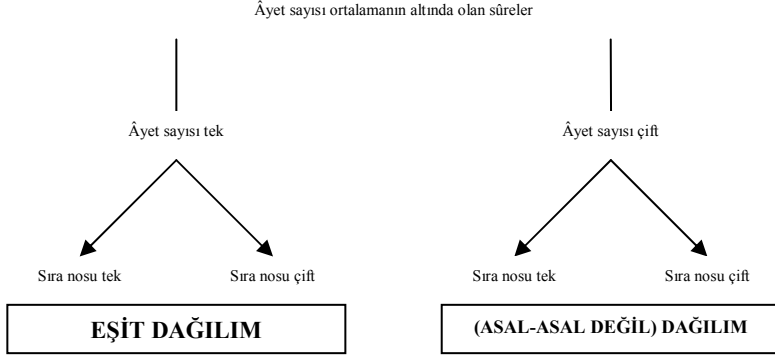 Âyet sayısı ortalamanın altında olan sûreler
Âyet sayısı tek
Âyet sayısı çift
Sıra nosu tek
Sıra nosu çift
Sıra nosu tek
Sıra nosu çift
EŞİT DAĞILIM
(ASAL-ASAL DEĞİL) DAĞILIM